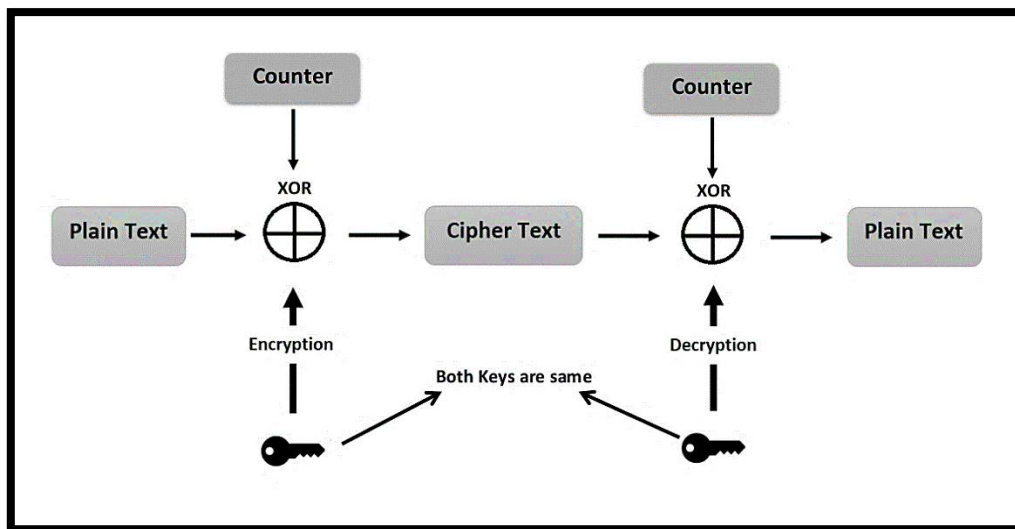 Counter
Counter
XOR
XOR
Plain Text
Cipher Text
Plain Text
Encryption
Decryption
Both Keys are same